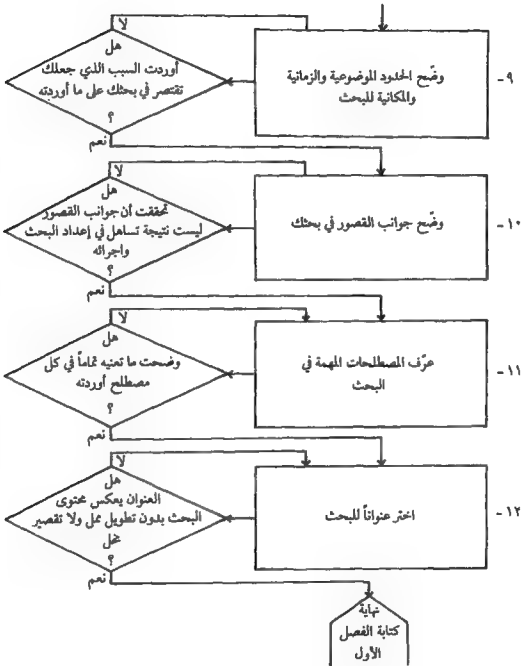 لا
٩ -
وضّح الحدود الموضوعية والزمانية
والمكانية للبحث
هل
أوردت السبب الذي جعلك
تقتصر في بحثك على ما أوردته
؟
نعم
لا
١٠ -
وضّح جوانب القصور في بحثك
هل
تحققت أن جوانب القصور
ليست نتيجة تساهل في إعداد البحث
واجرائه
؟
نعم
لا
١١ -
عرّف المصطلحات المهمة في
البحث
هل
وضحت ما تعنيه تماماً في كل
مصطلح أوردته
؟
نعم
لا
١٢ -
اختر عنواناً للبحث
هل
العنوان يعكس محتوى
البحث بدون تطويل ممل ولا تقصير
مخل
؟
نعم
نهاية
كتابة الفصل
الأول